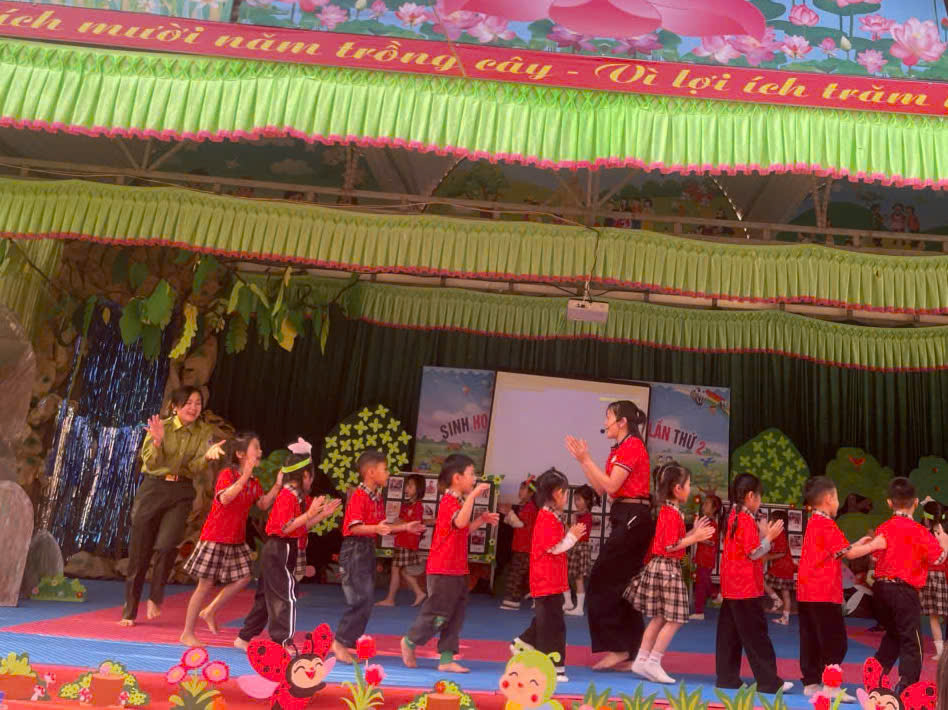 ích mười năm trồng cây - Vì lợi ích trăm
SINH HO
LẦN THỨ 2